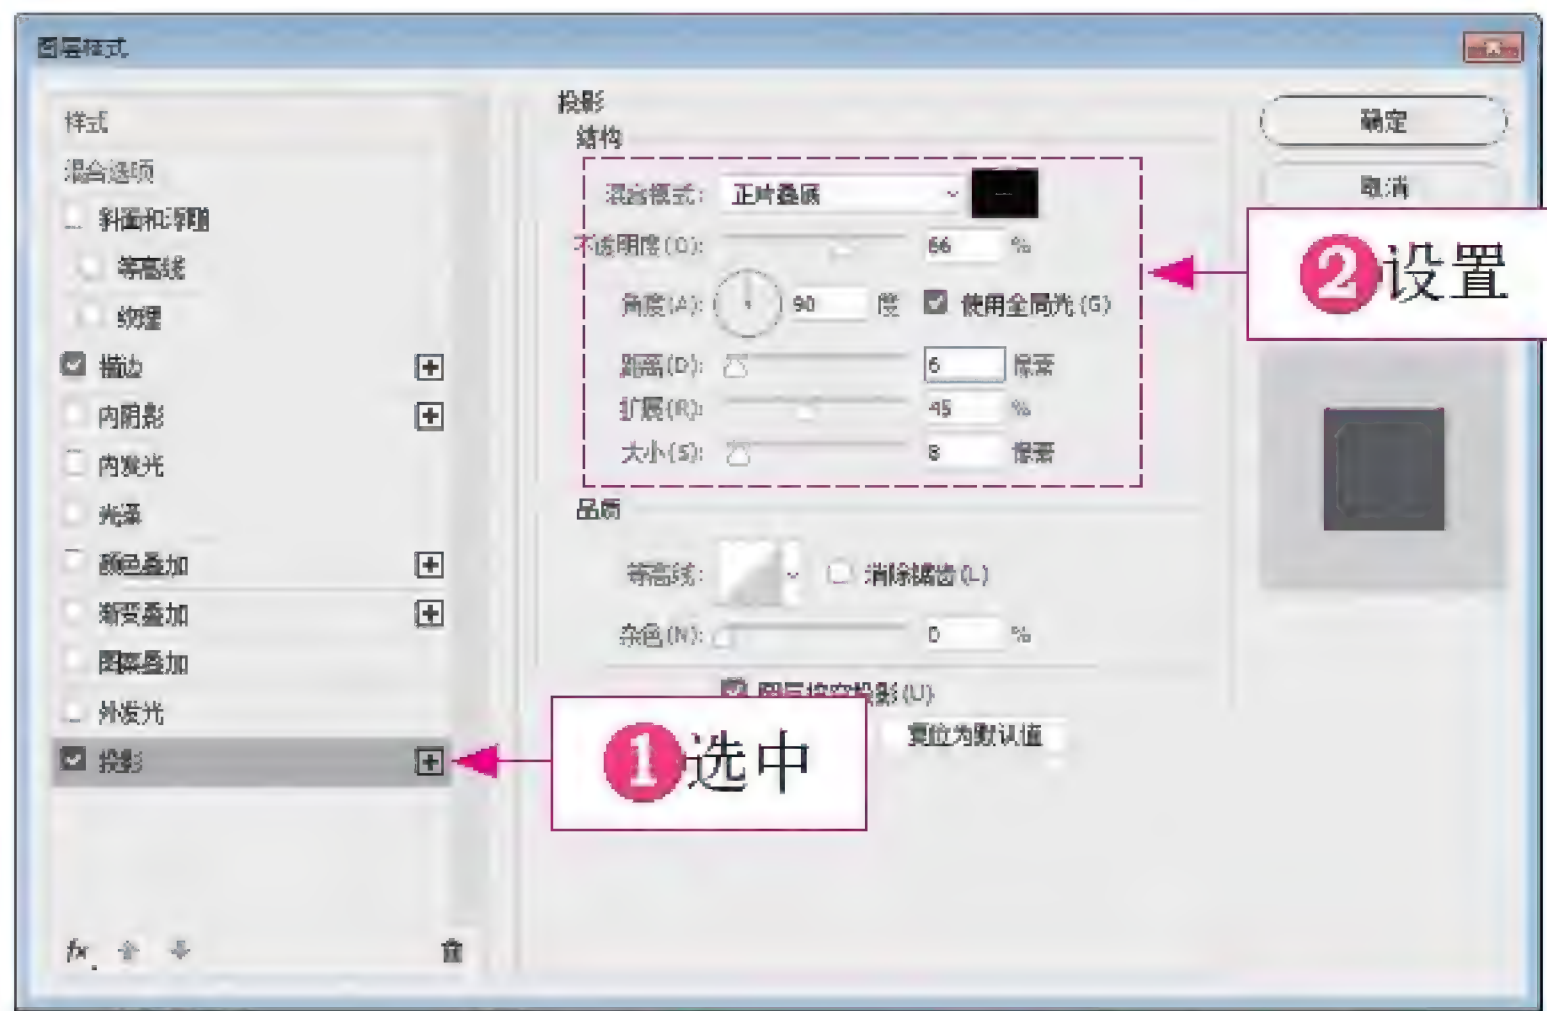 图层样式
样式
混合选项
斜面和浮雕
等高线
纹理
描边
内阴影
内发光
光泽
颜色叠加
渐变叠加
图案叠加
外发光
投影
fx
投影
结构
混合模式: 正片叠底
不透明度(O): 66 %
角度(A): 90 度 使用全局光(G)
距离(D): 6 像素
扩展(R): 45 %
大小(S): 8 像素
品质
等高线: 消除锯齿(L)
杂色(N): 0 %
图层挖空投影(U)
复位为默认值
1选中
确定
取消
2设置